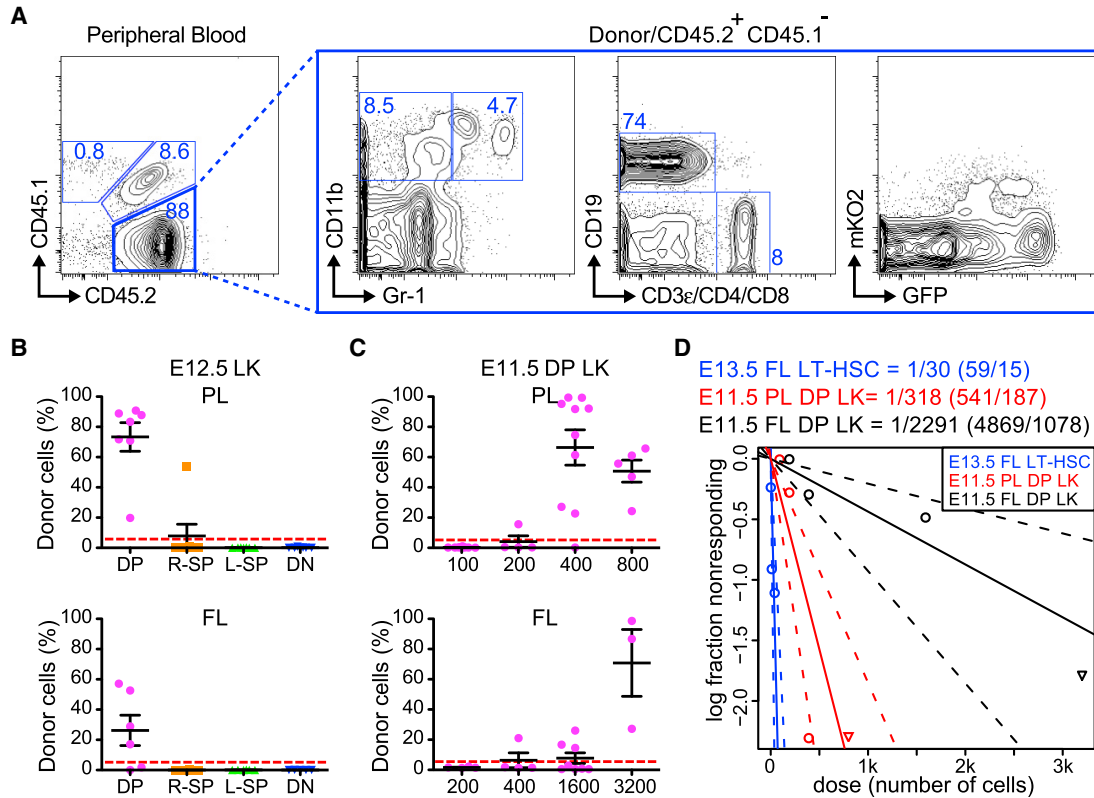 A
Peripheral Blood
Donor/CD45.2+ CD45.1-
0.8
8.6
88
CD45.1
CD45.2
8.5
4.7
CD11b
Gr-1
74
8
CD19
CD3ε/CD4/CD8
mKO2
GFP
B
E12.5 LK
PL
Donor cells (%)
100
80
60
40
20
0
DP R-SP L-SP DN
FL
Donor cells (%)
100
80
60
40
20
0
DP R-SP L-SP DN
C
E11.5 DP LK
PL
Donor cells (%)
100
80
60
40
20
0
100 200 400 800
FL
Donor cells (%)
100
80
60
40
20
0
200 400 1600 3200
D
E13.5 FL LT-HSC = 1/30 (59/15)
E11.5 PL DP LK= 1/318 (541/187)
E11.5 FL DP LK = 1/2291 (4869/1078)
E13.5 FL LT-HSC
E11.5 PL DP LK
E11.5 FL DP LK
log fraction nonresponding
0.0
−0.5
−1.0
−1.5
−2.0
0 1k 2k 3k
dose (number of cells)